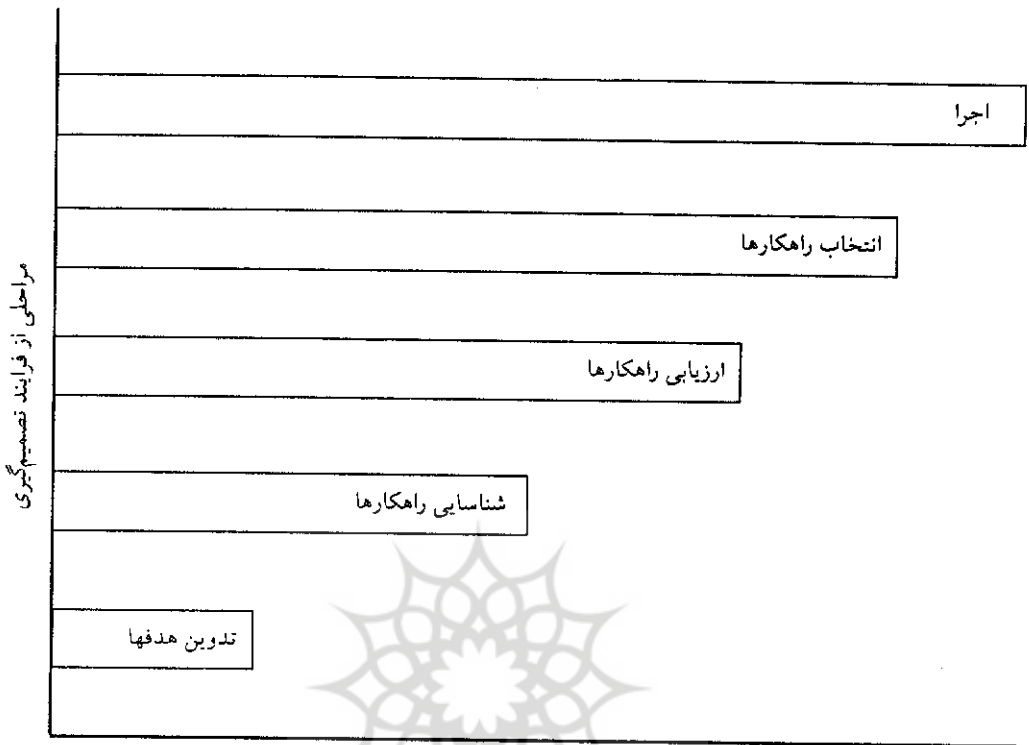 اجرا
انتخاب راهکارها
ارزیابی راهکارها
شناسایی راهکارها
تدوین هدفها
مراحلی از فرایند تصمیم‌گیری